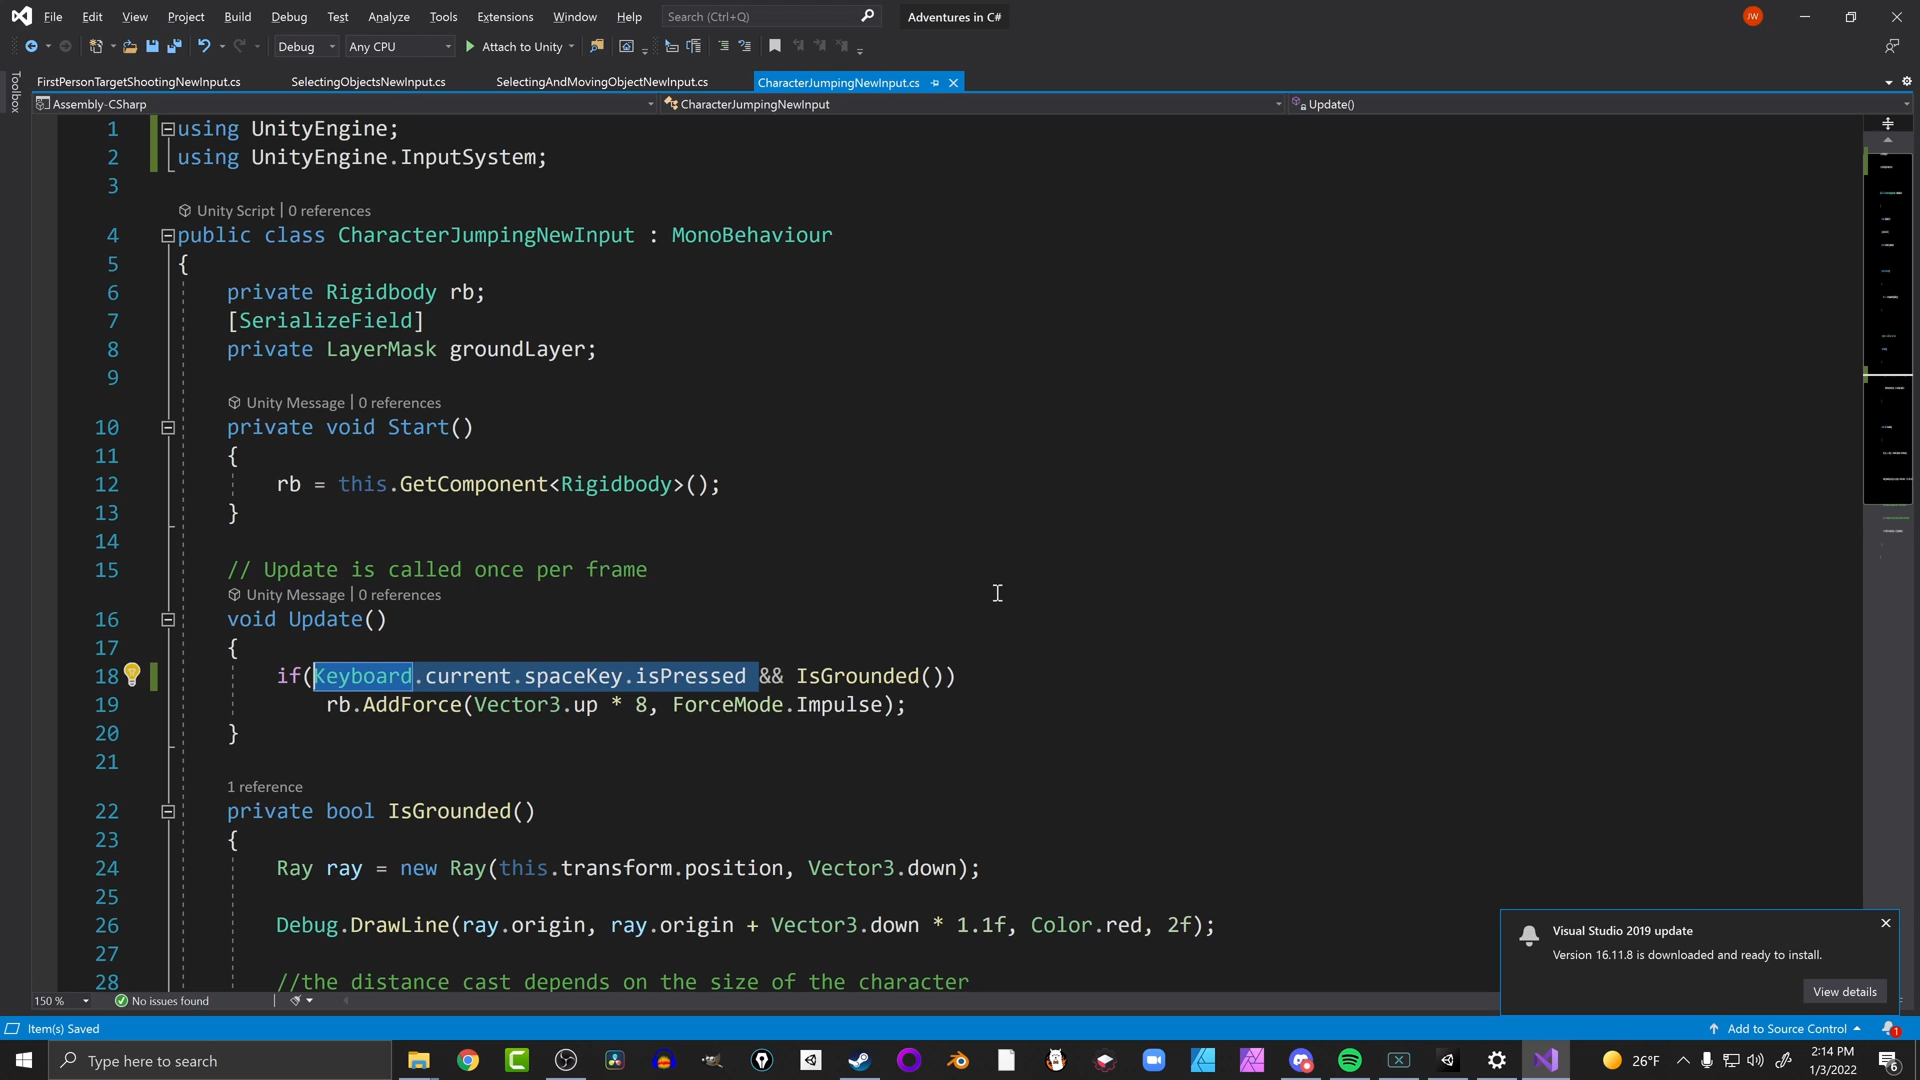 File Edit View Project Build Debug Test Analyze Tools Extensions Window Help Search (Ctrl+Q) Adventures in C# JW
Debug Any CPU Attach to Unity
Toolbox
FirstPersonTargetShootingNewInput.cs SelectingObjectsNewInput.cs SelectingAndMovingObjectNewInput.cs CharacterJumpingNewInput.cs
Assembly-CSharp CharacterJumpingNewInput Update()
1 using UnityEngine;
2 using UnityEngine.InputSystem;
3
Unity Script | 0 references
4 public class CharacterJumpingNewInput : MonoBehaviour
5 {
6 private Rigidbody rb;
7 [SerializeField]
8 private LayerMask groundLayer;
9
Unity Message | 0 references
10 private void Start()
11 {
12 rb = this.GetComponent<Rigidbody>();
13 }
14
15 // Update is called once per frame
Unity Message | 0 references
16 void Update()
17 {
18 if(Keyboard.current.spaceKey.isPressed && IsGrounded())
19 rb.AddForce(Vector3.up * 8, ForceMode.Impulse);
20 }
21
1 reference
22 private bool IsGrounded()
23 {
24 Ray ray = new Ray(this.transform.position, Vector3.down);
25
26 Debug.DrawLine(ray.origin, ray.origin + Vector3.down * 1.1f, Color.red, 2f);
27
28 //the distance cast depends on the size of the character
Visual Studio 2019 update
Version 16.11.8 is downloaded and ready to install.
View details
150 % No issues found
Item(s) Saved Add to Source Control 1
Type here to search 26°F 2:14 PM
1/3/2022 6